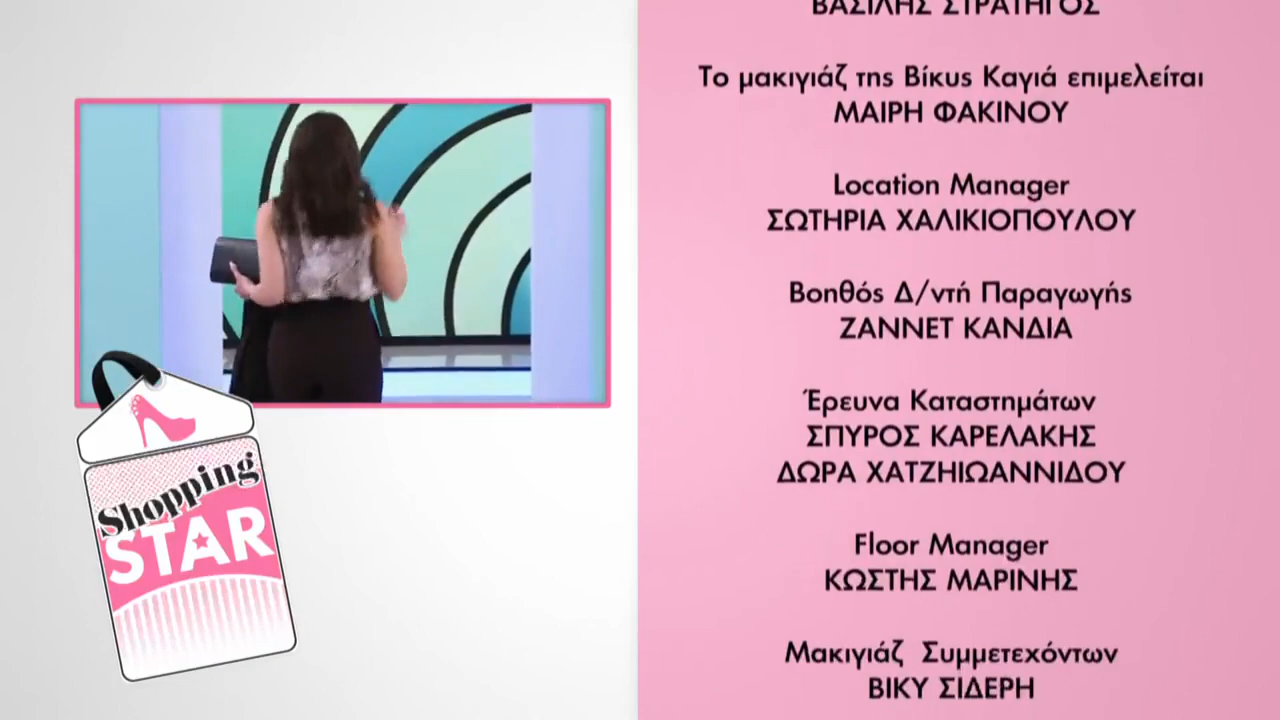 ΒΑΣΙΛΗΣ ΣΤΡΑΤΗΓΟΣ
Το μακιγιάζ της Βίκυς Καγιά επιμελείται
ΜΑΙΡΗ ΦΑΚΙΝΟΥ
Location Manager
ΣΩΤΗΡΙΑ ΧΑΛΙΚΙΟΠΟΥΛΟΥ
Βοηθός Δ/ντή Παραγωγής
ΖΑΝΝΕΤ ΚΑΝΔΙΑ
Έρευνα Καταστημάτων
ΣΠΥΡΟΣ ΚΑΡΕΛΑΚΗΣ
ΔΩΡΑ ΧΑΤΖΗΙΩΑΝΝΙΔΟΥ
Floor Manager
ΚΩΣΤΗΣ ΜΑΡΙΝΗΣ
Μακιγιάζ Συμμετεχόντων
ΒΙΚΥ ΣΙΔΕΡΗ
Shopping
STAR